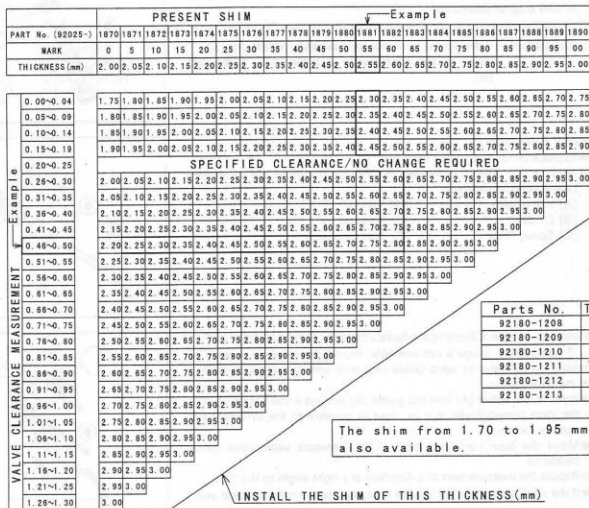 PRESENT SHIM Example
PART No. (92025-) 1870 1871 1872 1873 1874 1875 1876 1877 1878 1879 1880 1881 1882 1883 1884 1885 1886 1887 1888 1889 1890
MARK 0 5 10 15 20 25 30 35 40 45 50 55 60 65 70 75 80 85 90 95 00
THICKNESS(mm) 2.00 2.05 2.10 2.15 2.20 2.25 2.30 2.35 2.40 2.45 2.50 2.55 2.60 2.65 2.70 2.75 2.80 2.85 2.90 2.95 3.00
VALVE CLEARANCE MEASUREMENT Example
0.00~0.04 1.75 1.80 1.85 1.90 1.95 2.00 2.05 2.10 2.15 2.20 2.25 2.30 2.35 2.40 2.45 2.50 2.55 2.60 2.65 2.70 2.75
0.05~0.09 1.80 1.85 1.90 1.95 2.00 2.05 2.10 2.15 2.20 2.25 2.30 2.35 2.40 2.45 2.50 2.55 2.60 2.65 2.70 2.75 2.80
0.10~0.14 1.85 1.90 1.95 2.00 2.05 2.10 2.15 2.20 2.25 2.30 2.35 2.40 2.45 2.50 2.55 2.60 2.65 2.70 2.75 2.80 2.85
0.15~0.19 1.90 1.95 2.00 2.05 2.10 2.15 2.20 2.25 2.30 2.35 2.40 2.45 2.50 2.55 2.60 2.65 2.70 2.75 2.80 2.85 2.90
0.20~0.25 SPECIFIED CLEARANCE/NO CHANGE REQUIRED
0.26~0.30 2.00 2.05 2.10 2.15 2.20 2.25 2.30 2.35 2.40 2.45 2.50 2.55 2.60 2.65 2.70 2.75 2.80 2.85 2.90 2.95 3.00
0.31~0.35 2.05 2.10 2.15 2.20 2.25 2.30 2.35 2.40 2.45 2.50 2.55 2.60 2.65 2.70 2.75 2.80 2.85 2.90 2.95 3.00
0.36~0.40 2.10 2.15 2.20 2.25 2.30 2.35 2.40 2.45 2.50 2.55 2.60 2.65 2.70 2.75 2.80 2.85 2.90 2.95 3.00
0.41~0.45 2.15 2.20 2.25 2.30 2.35 2.40 2.45 2.50 2.55 2.60 2.65 2.70 2.75 2.80 2.85 2.90 2.95 3.00
0.46~0.50 2.20 2.25 2.30 2.35 2.40 2.45 2.50 2.55 2.60 2.65 2.70 2.75 2.80 2.85 2.90 2.95 3.00
0.51~0.55 2.25 2.30 2.35 2.40 2.45 2.50 2.55 2.60 2.65 2.70 2.75 2.80 2.85 2.90 2.95 3.00
0.56~0.60 2.30 2.35 2.40 2.45 2.50 2.55 2.60 2.65 2.70 2.75 2.80 2.85 2.90 2.95 3.00
0.61~0.65 2.35 2.40 2.45 2.50 2.55 2.60 2.65 2.70 2.75 2.80 2.85 2.90 2.95 3.00
0.66~0.70 2.40 2.45 2.50 2.55 2.60 2.65 2.70 2.75 2.80 2.85 2.90 2.95 3.00
0.71~0.75 2.45 2.50 2.55 2.60 2.65 2.70 2.75 2.80 2.85 2.90 2.95 3.00
0.76~0.80 2.50 2.55 2.60 2.65 2.70 2.75 2.80 2.85 2.90 2.95 3.00
0.81~0.85 2.55 2.60 2.65 2.70 2.75 2.80 2.85 2.90 2.95 3.00
0.86~0.90 2.60 2.65 2.70 2.75 2.80 2.85 2.90 2.95 3.00
0.91~0.95 2.65 2.70 2.75 2.80 2.85 2.90 2.95 3.00
0.96~1.00 2.70 2.75 2.80 2.85 2.90 2.95 3.00
1.01~1.05 2.75 2.80 2.85 2.90 2.95 3.00
1.06~1.10 2.80 2.85 2.90 2.95 3.00
1.11~1.15 2.85 2.90 2.95 3.00
1.16~1.20 2.90 2.95 3.00
1.21~1.25 2.95 3.00
1.26~1.30 3.00
INSTALL THE SHIM OF THIS THICKNESS(mm)
Parts No. T
92180-1208
92180-1209
92180-1210
92180-1211
92180-1212
92180-1213
The shim from 1.70 to 1.95 mm
also available.